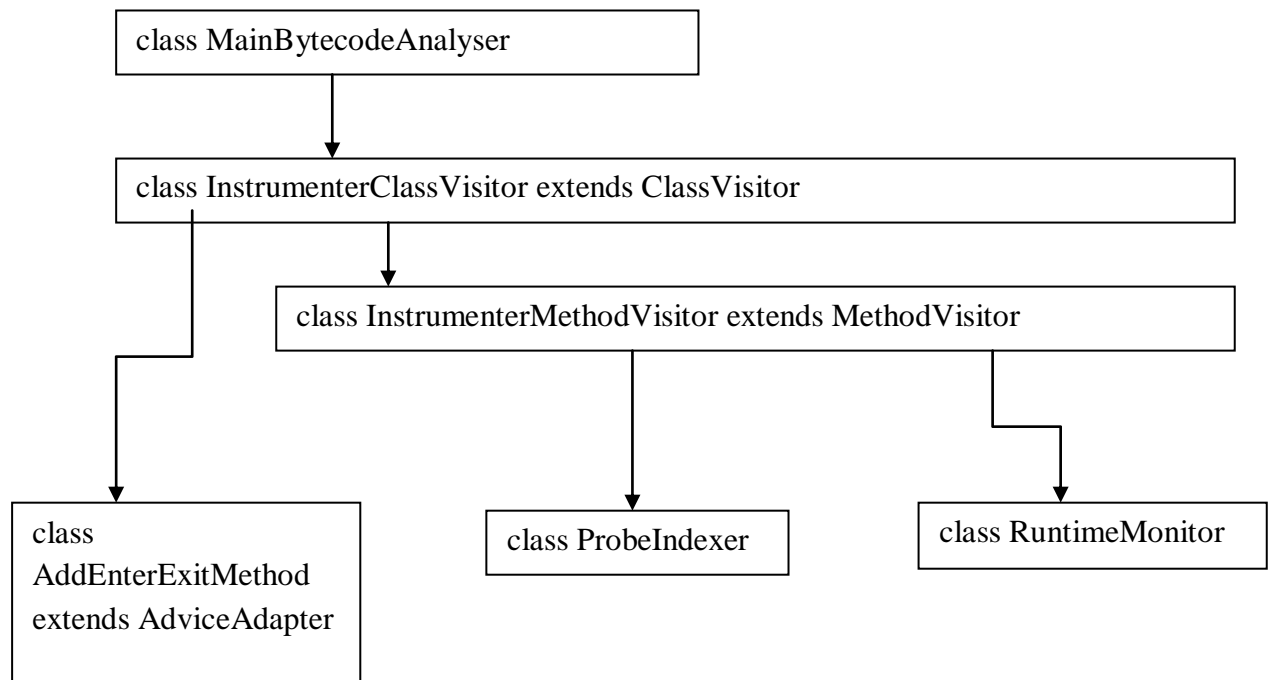 class MainBytecodeAnalyser
class InstrumenterClassVisitor extends ClassVisitor
class InstrumenterMethodVisitor extends MethodVisitor
class
AddEnterExitMethod
extends AdviceAdapter
class ProbeIndexer
class RuntimeMonitor